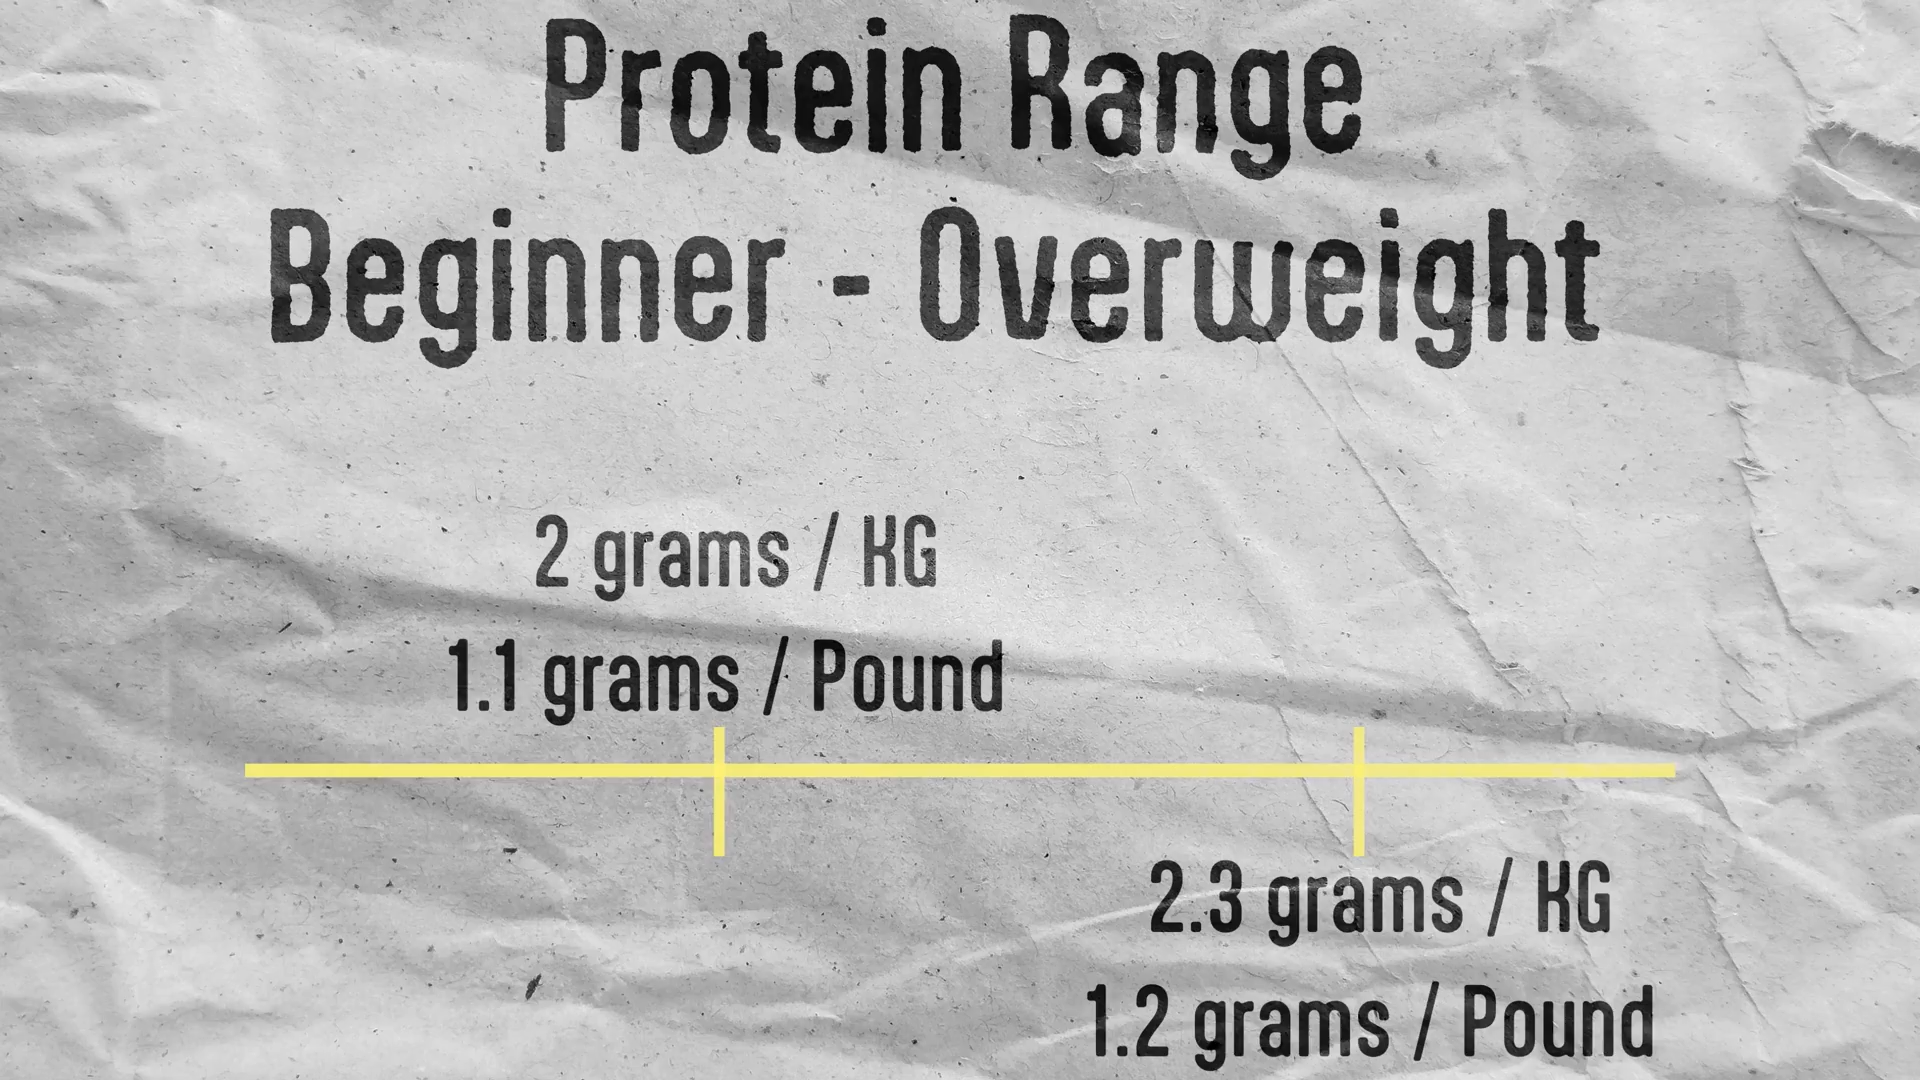 Protein Range
Beginner - Overweight
2 grams / KG
1.1 grams / Pound
2.3 grams / KG
1.2 grams / Pound